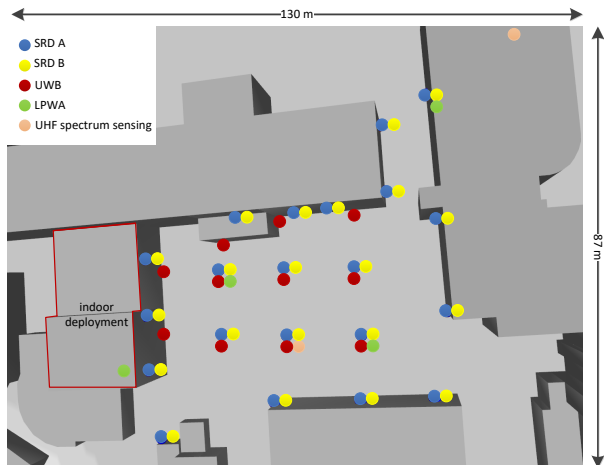 130 m
SRD A
SRD B
UWB
LPWA
UHF spectrum sensing
87 m
indoor
deployment